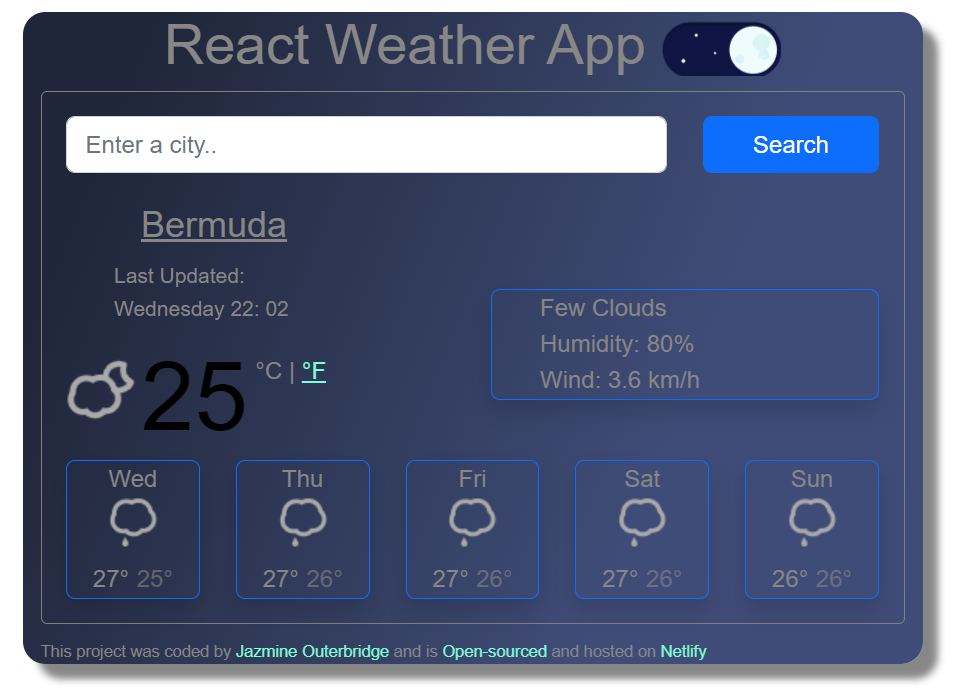 React Weather App
Enter a city..
Search
Bermuda
Last Updated:
Wednesday 22: 02
25 °C | °F
Few Clouds
Humidity: 80%
Wind: 3.6 km/h
Wed
27° 25°
Thu
27° 26°
Fri
27° 26°
Sat
27° 26°
Sun
26° 26°
This project was coded by Jazmine Outerbridge and is Open-sourced and hosted on Netlify